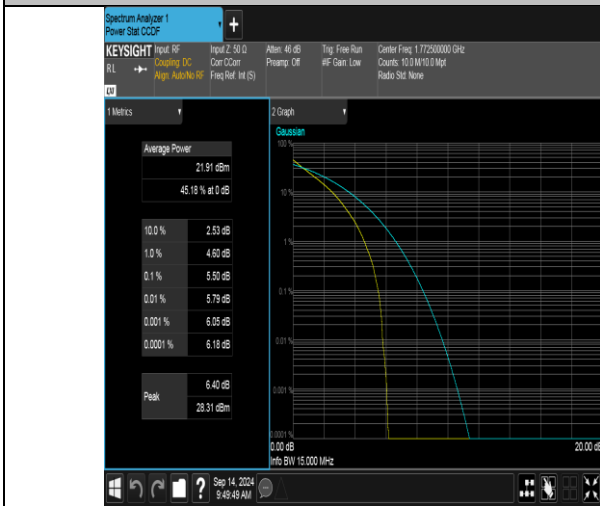 Spectrum Analyzer 1
Power Stat CCDF
+
KEYSIGHT
RL
LXI
Input: RF
Coupling: DC
Align: Auto/No RF
Input Z: 50 Ω
Corr CCorr
Freq Ref: Int (S)
Atten: 46 dB
Preamp: Off
Trig: Free Run
#IF Gain: Low
Center Freq: 1.772500000 GHz
Counts: 10.0 M/10.0 Mpt
Radio Std: None
1 Metrics
Average Power
21.91 dBm
45.18 % at 0 dB
10.0 % 2.53 dB
1.0 % 4.60 dB
0.1 % 5.50 dB
0.01 % 5.79 dB
0.001 % 6.05 dB
0.0001 % 6.18 dB
Peak
6.40 dB
28.31 dBm
2 Graph
Gaussian
100 %
10 %
1 %
0.1 %
0.01 %
0.001 %
0.0001 %
0.00 dB
20.00 dB
Info BW 15.000 MHz
?
Sep 14, 2024
9:49:49 AM